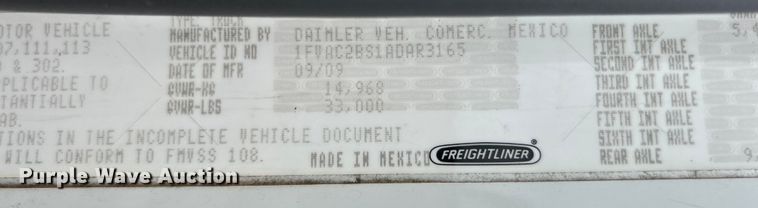 OTOR VEHICLE
07,111,113
D & 302.
PLICABLE TO
TANTIALLY
AB.
TIONS IN THE INCOMPLETE VEHICLE DOCUMENT
WILL CONFORM TO FMVSS 108.
TYPE: TRUCK
MANUFACTURED BY DAIMLER VEH. COMERC. MEXICO
VEHICLE ID NO 1FVAC2BS1ADAR3165
DATE OF MFR 09/09
GVWR-KG 14,968
GVWR-LBS 33,000
MADE IN MEXICO FREIGHTLINER®
FRONT AXLE 5,4
FIRST INT AXLE
SECOND INT AXLE
THIRD INT AXLE
FOURTH INT AXLE
FIFTH INT AXLE
SIXTH INT AXLE
REAR AXLE 9,
Purple Wave Auction